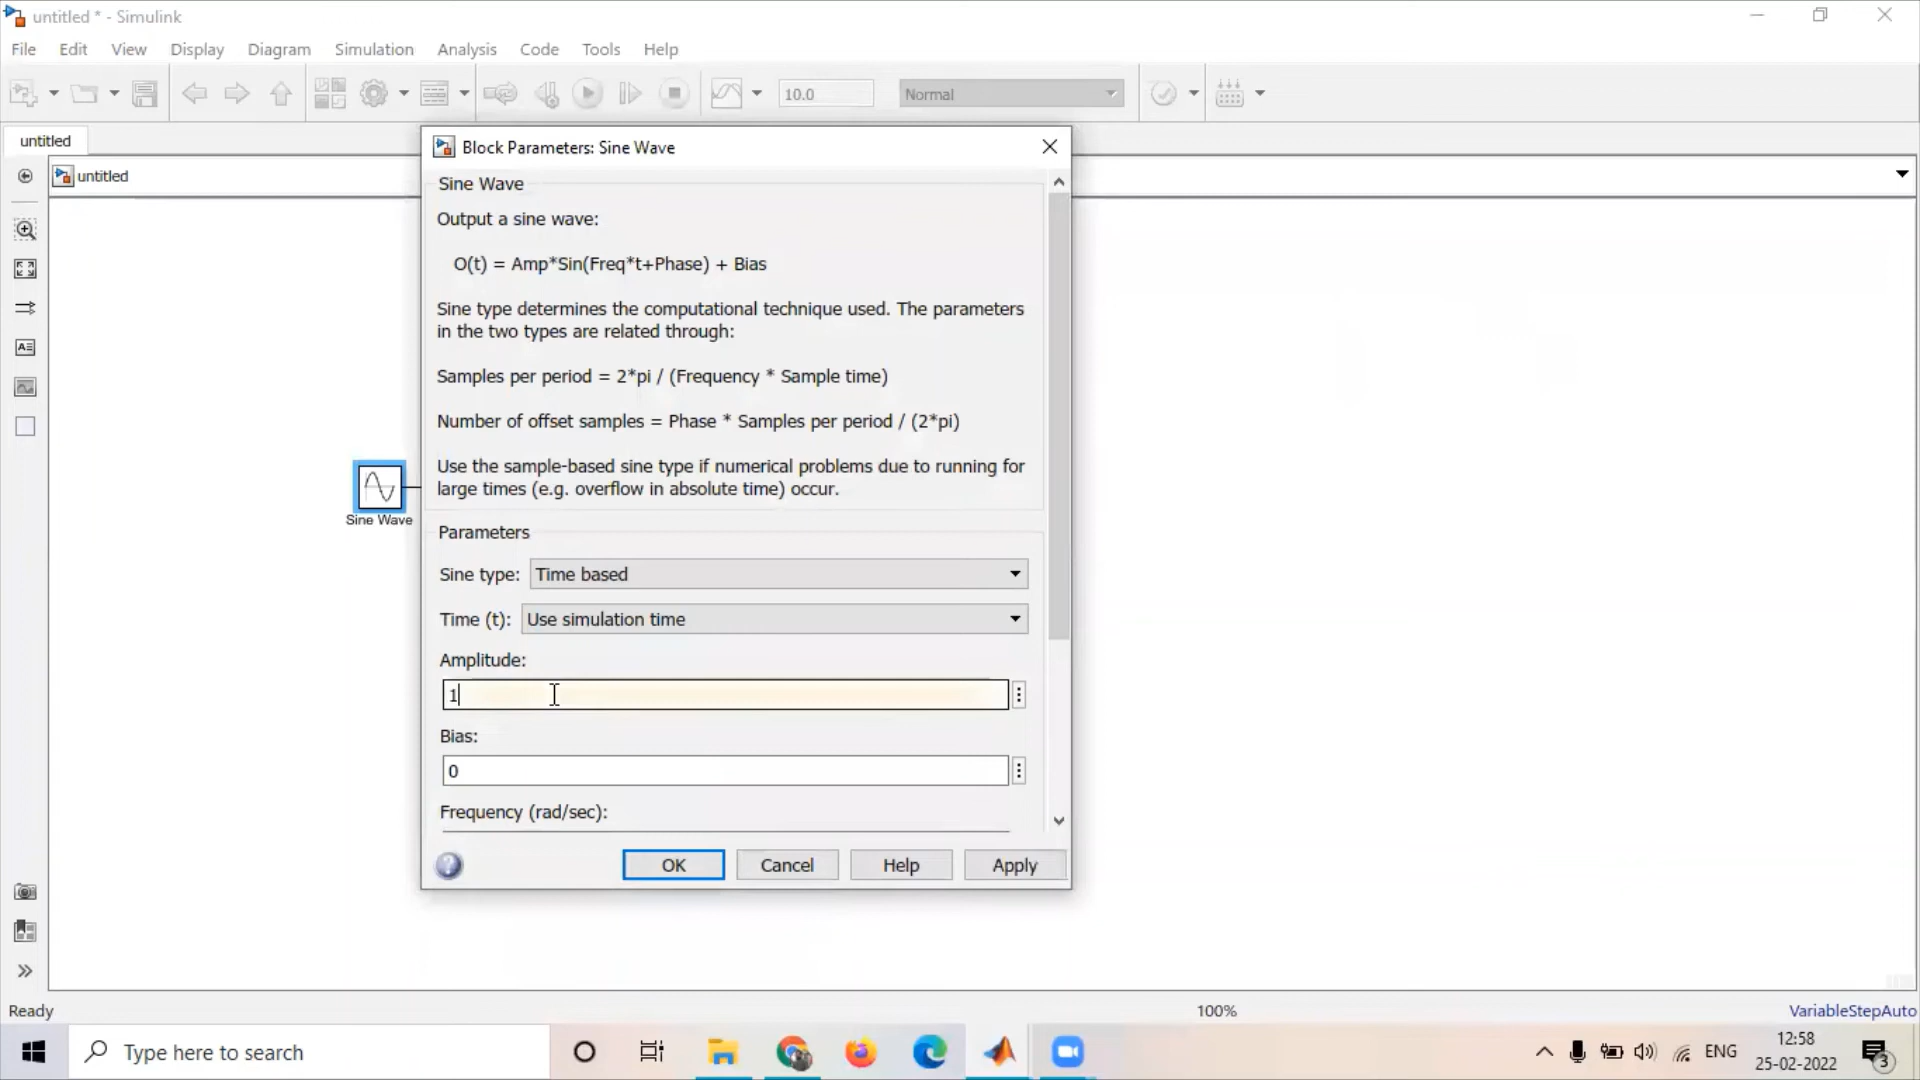 untitled * - Simulink
File Edit View Display Diagram Simulation Analysis Code Tools Help
10.0 Normal
untitled
untitled
Block Parameters: Sine Wave
Sine Wave
Output a sine wave:
O(t) = Amp*Sin(Freq*t+Phase) + Bias
Sine type determines the computational technique used. The parameters
in the two types are related through:
Samples per period = 2*pi / (Frequency * Sample time)
Number of offset samples = Phase * Samples per period / (2*pi)
Use the sample-based sine type if numerical problems due to running for
large times (e.g. overflow in absolute time) occur.
Sine Wave
Parameters
Sine type: Time based
Time (t): Use simulation time
Amplitude:
1
Bias:
0
Frequency (rad/sec):
OK Cancel Help Apply
Ready 100% VariableStepAuto
Type here to search
ENG
12:58
25-02-2022
3